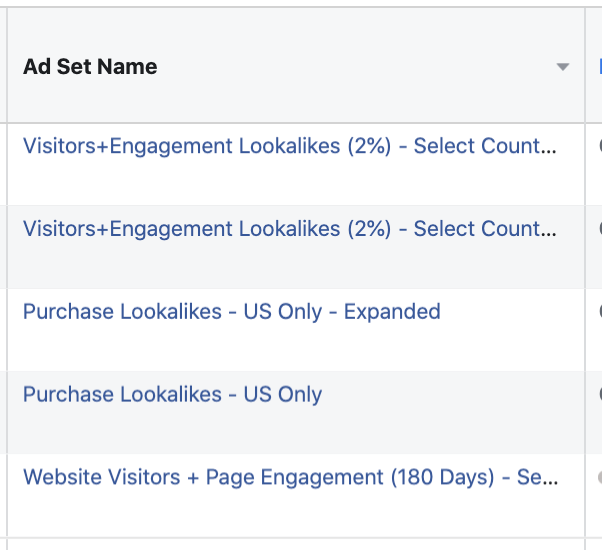 Ad Set Name
Visitors+Engagement Lookalikes (2%) - Select Count...
Visitors+Engagement Lookalikes (2%) - Select Count...
Purchase Lookalikes - US Only - Expanded
Purchase Lookalikes - US Only
Website Visitors + Page Engagement (180 Days) - Se...